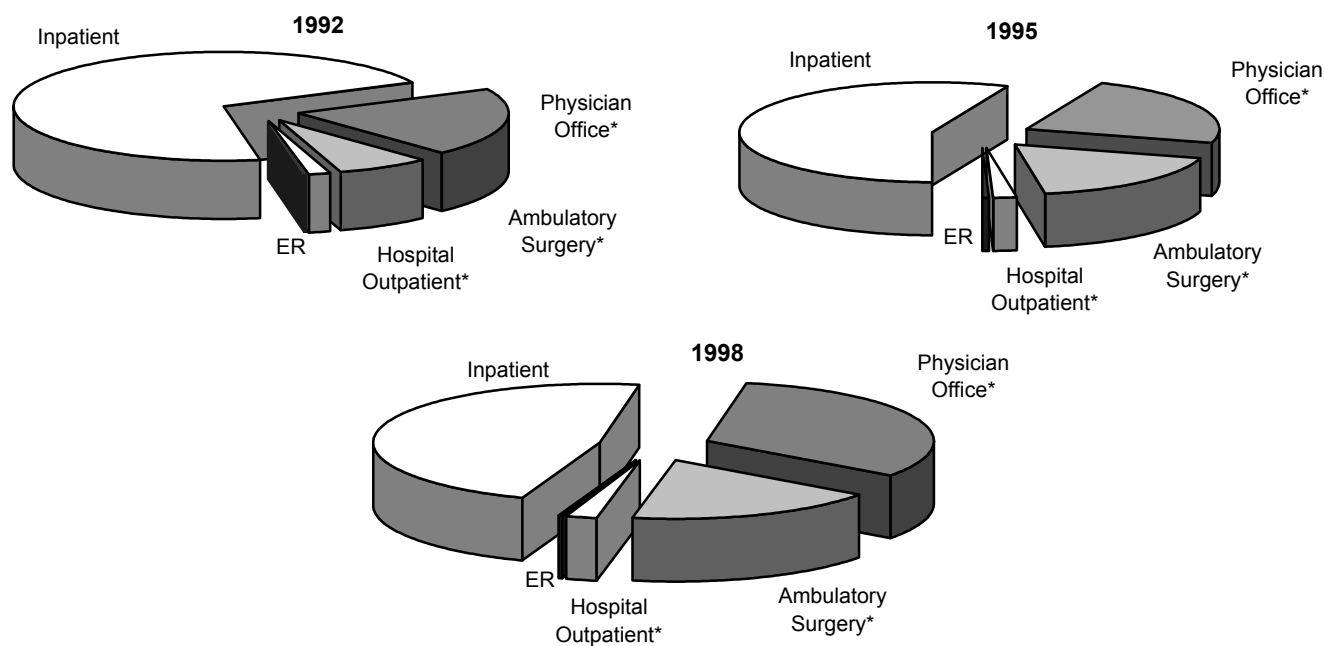 1992
Inpatient
Physician
Office*
Ambulatory
Surgery*
Hospital
Outpatient*
ER
1995
Inpatient
Physician
Office*
Ambulatory
Surgery*
Hospital
Outpatient*
ER
1998
Inpatient
Physician
Office*
Ambulatory
Surgery*
Hospital
Outpatient*
ER